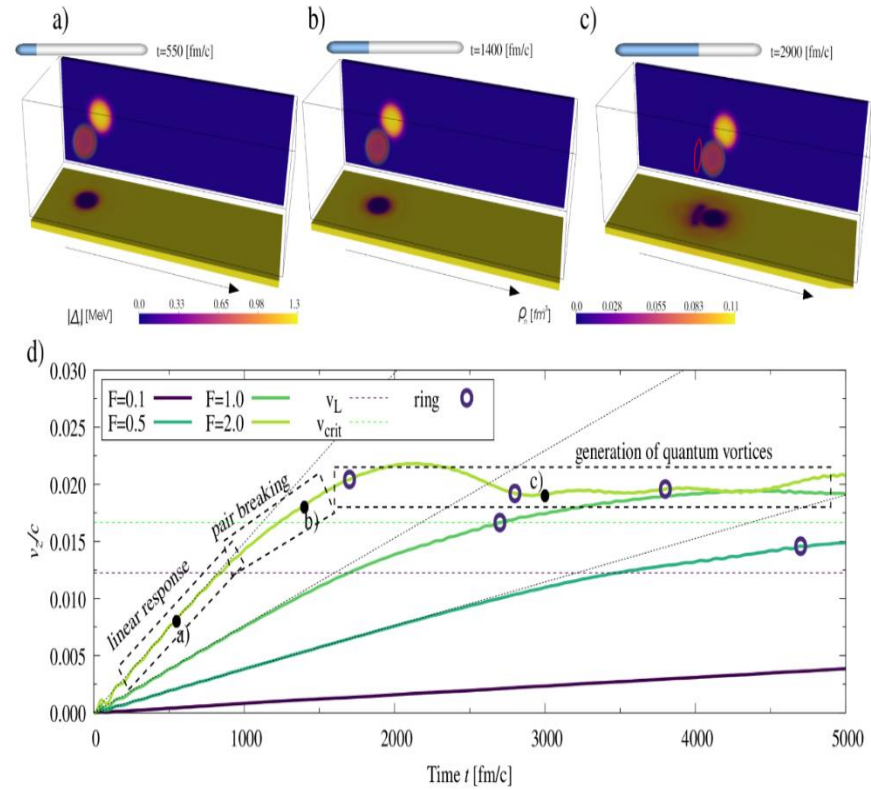 a)
b)
c)
t=550 [fm/c]
t=1400 [fm/c]
t=2900 [fm/c]
|Δ| [MeV]
0.0 0.33 0.65 0.98 1.3
ρₙ [fm³]
0.0 0.028 0.055 0.083 0.11
d)
F=0.1 F=1.0 v_L ring
F=0.5 F=2.0 v_crit
generation of quantum vortices
pair breaking
linear response
a)
b)
c)
v_z/c
0.030
0.025
0.020
0.015
0.010
0.005
0.000
0 1000 2000 3000 4000 5000
Time t [fm/c]